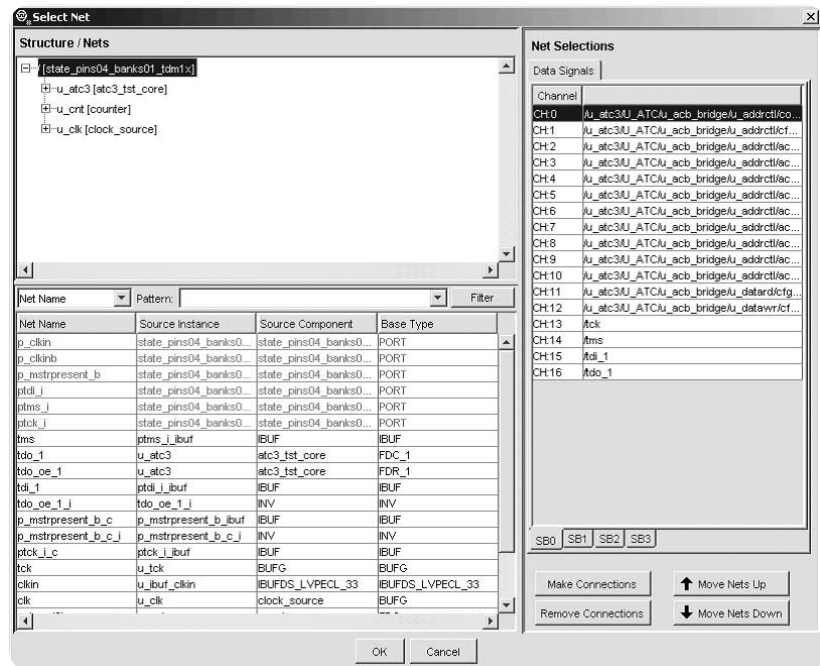 Select Net
Structure / Nets
/ [state_pins04_banks01_tdm1x]
u_atc3 [atc3_tst_core]
u_cnt [counter]
u_clk [clock_source]
Net Name Pattern: Filter
Net Name Source Instance Source Component Base Type
p_clkin state_pins04_banks0... state_pins04_banks0... PORT
p_clkinb state_pins04_banks0... state_pins04_banks0... PORT
p_mstrpresent_b state_pins04_banks0... state_pins04_banks0... PORT
ptdi_i state_pins04_banks0... state_pins04_banks0... PORT
ptms_i state_pins04_banks0... state_pins04_banks0... PORT
ptck_i state_pins04_banks0... state_pins04_banks0... PORT
tms ptms_i_ibuf IBUF IBUF
tdo_1 u_atc3 atc3_tst_core FDC_1
tdo_oe_1 u_atc3 atc3_tst_core FDR_1
tdi_1 ptdi_i_ibuf IBUF IBUF
tdo_oe_1_i tdo_oe_1_i INV INV
p_mstrpresent_b_c p_mstrpresent_b_ibuf IBUF IBUF
p_mstrpresent_b_c_i p_mstrpresent_b_c_i INV INV
ptck_i_c ptck_i_ibuf IBUF IBUF
tck u_tck BUFG BUFG
clkin u_ibuf_clkin IBUFDS_LVPECL_33 IBUFDS_LVPECL_33
clk u_clk clock_source BUFG
Net Selections
Data Signals
Channel
CH:0 /u_atc3/U_ATC/u_acb_bridge/u_addrctl/co...
CH:1 /u_atc3/U_ATC/u_acb_bridge/u_addrctl/cf...
CH:2 /u_atc3/U_ATC/u_acb_bridge/u_addrctl/ac...
CH:3 /u_atc3/U_ATC/u_acb_bridge/u_addrctl/ac...
CH:4 /u_atc3/U_ATC/u_acb_bridge/u_addrctl/ac...
CH:5 /u_atc3/U_ATC/u_acb_bridge/u_addrctl/ac...
CH:6 /u_atc3/U_ATC/u_acb_bridge/u_addrctl/ac...
CH:7 /u_atc3/U_ATC/u_acb_bridge/u_addrctl/ac...
CH:8 /u_atc3/U_ATC/u_acb_bridge/u_addrctl/ac...
CH:9 /u_atc3/U_ATC/u_acb_bridge/u_addrctl/ac...
CH:10 /u_atc3/U_ATC/u_acb_bridge/u_addrctl/ac...
CH:11 /u_atc3/U_ATC/u_acb_bridge/u_datard/cfg...
CH:12 /u_atc3/U_ATC/u_acb_bridge/u_datawr/cf...
CH:13 /tck
CH:14 /tms
CH:15 /tdi_1
CH:16 /tdo_1
SB0 SB1 SB2 SB3
Make Connections Move Nets Up
Remove Connections Move Nets Down
OK Cancel